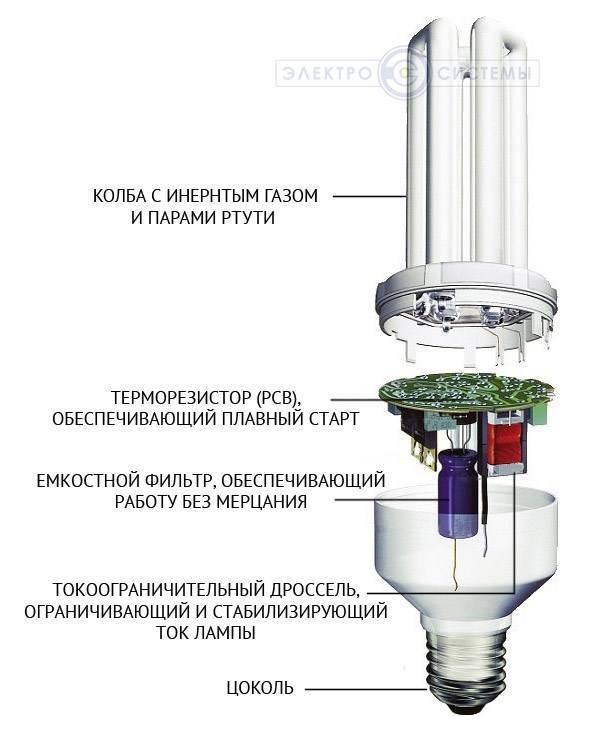 ЭЛЕКТРО СИСТЕМЫ
КОЛБА С ИНЕРНТЫМ ГАЗОМ
И ПАРАМИ РТУТИ
ТЕРМОРЕЗИСТОР (PCB),
ОБЕСПЕЧИВАЮЩИЙ ПЛАВНЫЙ СТАРТ
ЕМКОСТНОЙ ФИЛЬТР, ОБЕСПЕЧИВАЮЩИЙ
РАБОТУ БЕЗ МЕРЦАНИЯ
ТОКООГРАНИЧИТЕЛЬНЫЙ ДРОССЕЛЬ,
ОГРАНИЧИВАЮЩИЙ И СТАБИЛИЗИРУЮЩИЙ
ТОК ЛАМПЫ
ЦОКОЛЬ